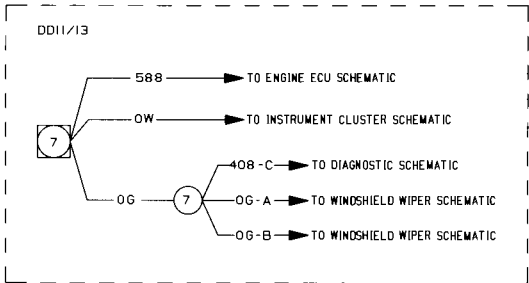 DD11/13
588 TO ENGINE ECU SCHEMATIC
OW TO INSTRUMENT CLUSTER SCHEMATIC
7
408-C TO DIAGNOSTIC SCHEMATIC
OG 7 OG-A TO WINDSHIELD WIPER SCHEMATIC
OG-B TO WINDSHIELD WIPER SCHEMATIC